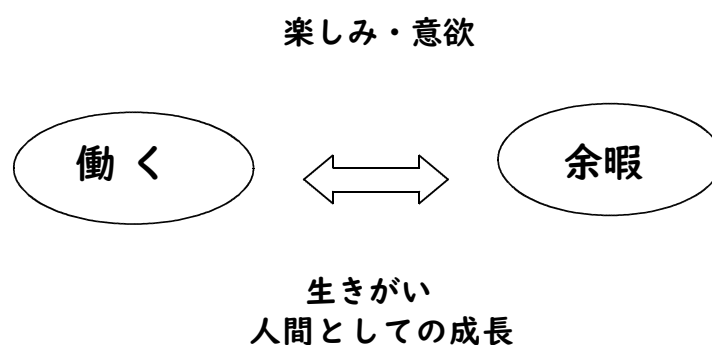 楽しみ・意欲
働 く
余暇
生きがい
人間としての成長